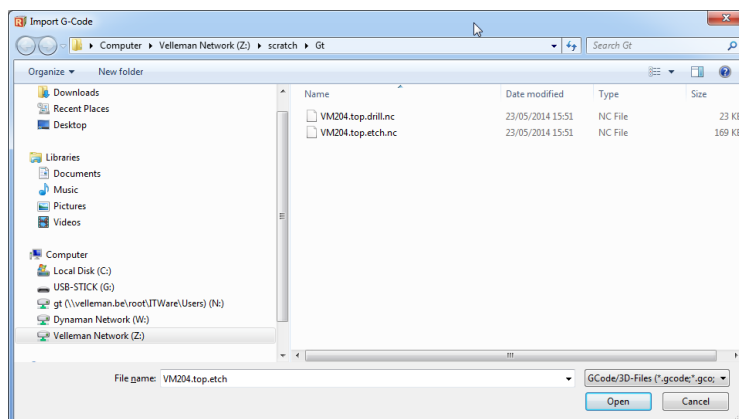 Import G-Code
Computer Velleman Network (Z:) scratch Gt
Search Gt
Organize New folder
Downloads
Recent Places
Desktop
Libraries
Documents
Music
Pictures
Videos
Computer
Local Disk (C:)
USB-STICK (G:)
gt (\\velleman.be\root\ITWare\Users) (N:)
Dynaman Network (W:)
Velleman Network (Z:)
Name Date modified Type Size
VM204.top.drill.nc 23/05/2014 15:51 NC File 23 KB
VM204.top.etch.nc 23/05/2014 15:51 NC File 169 KB
File name: VM204.top.etch
GCode/3D-Files (*.gcode;*.gco;
Open Cancel